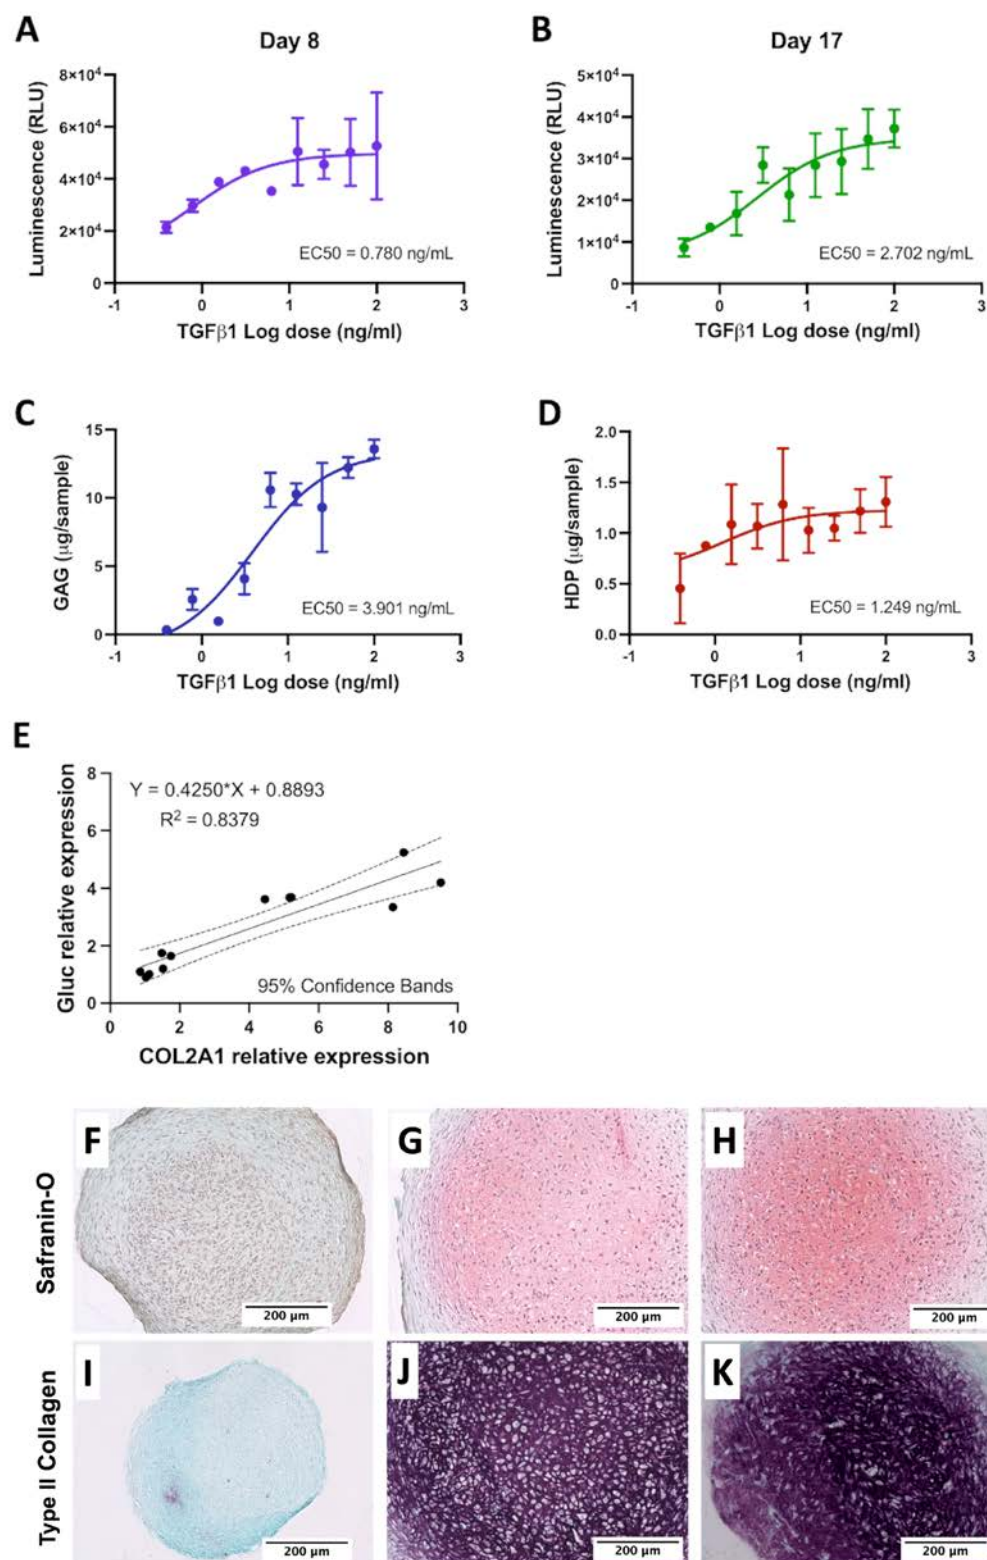 A
Day 8
8×10⁴
6×10⁴
4×10⁴
2×10⁴
0
Luminescence (RLU)
EC50 = 0.780 ng/mL
-1
0
1
2
3
TGFβ1 Log dose (ng/ml)
B
Day 17
5×10⁴
4×10⁴
3×10⁴
2×10⁴
1×10⁴
0
Luminescence (RLU)
EC50 = 2.702 ng/mL
-1
0
1
2
3
TGFβ1 Log dose (ng/ml)
C
15
10
5
0
GAG (μg/sample)
EC50 = 3.901 ng/mL
-1
0
1
2
3
TGFβ1 Log dose (ng/ml)
D
2.0
1.5
1.0
0.5
0.0
HDP (μg/sample)
EC50 = 1.249 ng/mL
-1
0
1
2
3
TGFβ1 Log dose (ng/ml)
E
8
6
4
2
0
Gluc relative expression
Y = 0.4250*X + 0.8893
R² = 0.8379
95% Confidence Bands
0
2
4
6
8
10
COL2A1 relative expression
Safranin-O
F
200 μm
G
200 μm
H
200 μm
Type II Collagen
I
200 μm
J
200 μm
K
200 μm